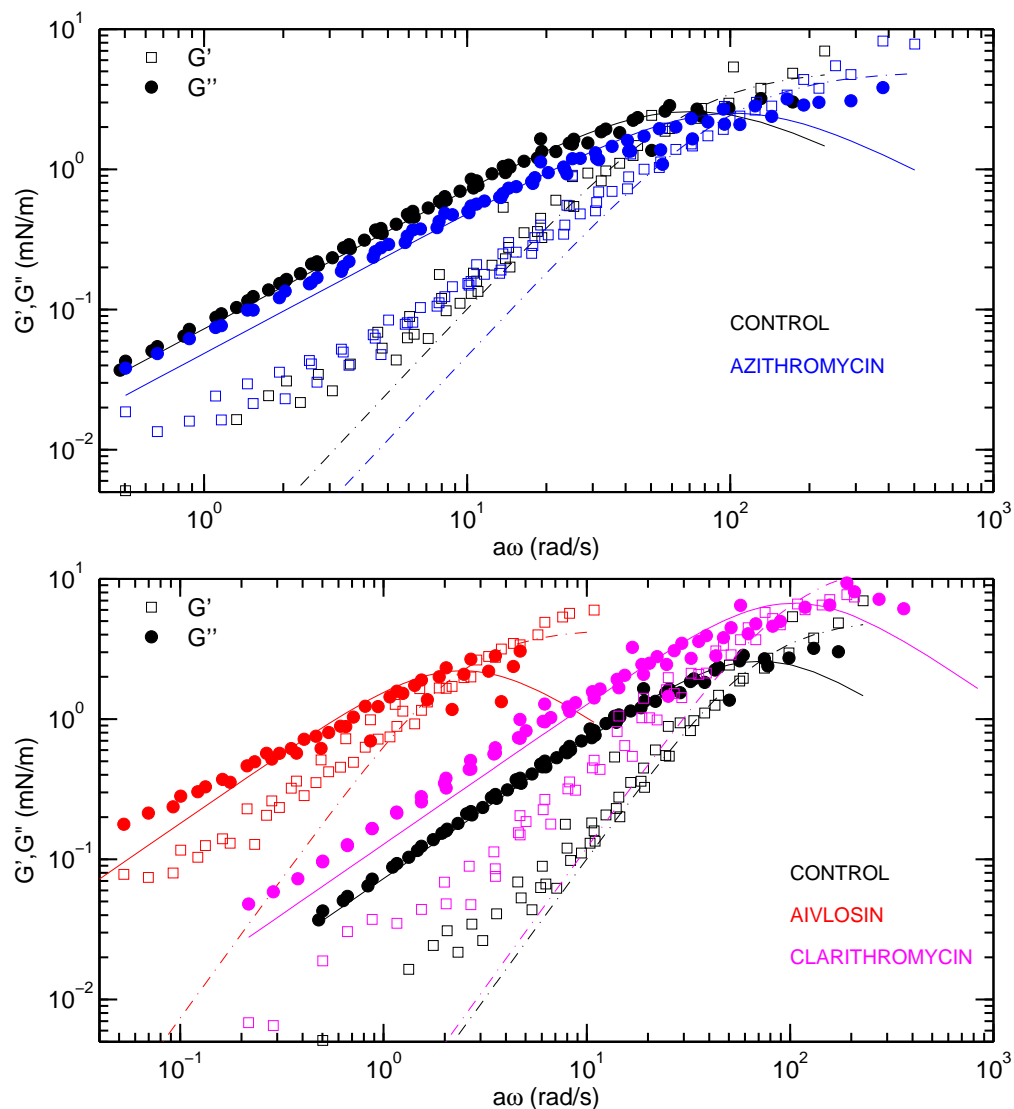 10^1
10^0
10^-1
10^-2
G',G" (mN/m)
G'
G''
CONTROL
AZITHROMYCIN
10^0
10^1
10^2
10^3
aω (rad/s)
10^1
10^0
10^-1
10^-2
G',G" (mN/m)
G'
G''
CONTROL
AIVLOSIN
CLARITHROMYCIN
10^-1
10^0
10^1
10^2
10^3
aω (rad/s)